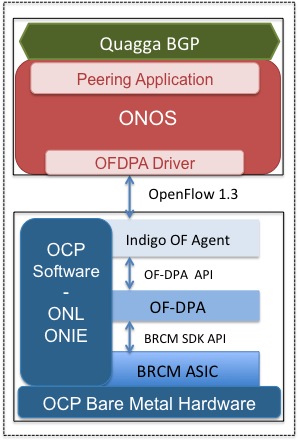 Quagga BGP
Peering Application
ONOS
OFDPA Driver
OpenFlow 1.3
OCP
Software
-
ONL
ONIE
Indigo OF Agent
OF-DPA API
OF-DPA
BRCM SDK API
BRCM ASIC
OCP Bare Metal Hardware